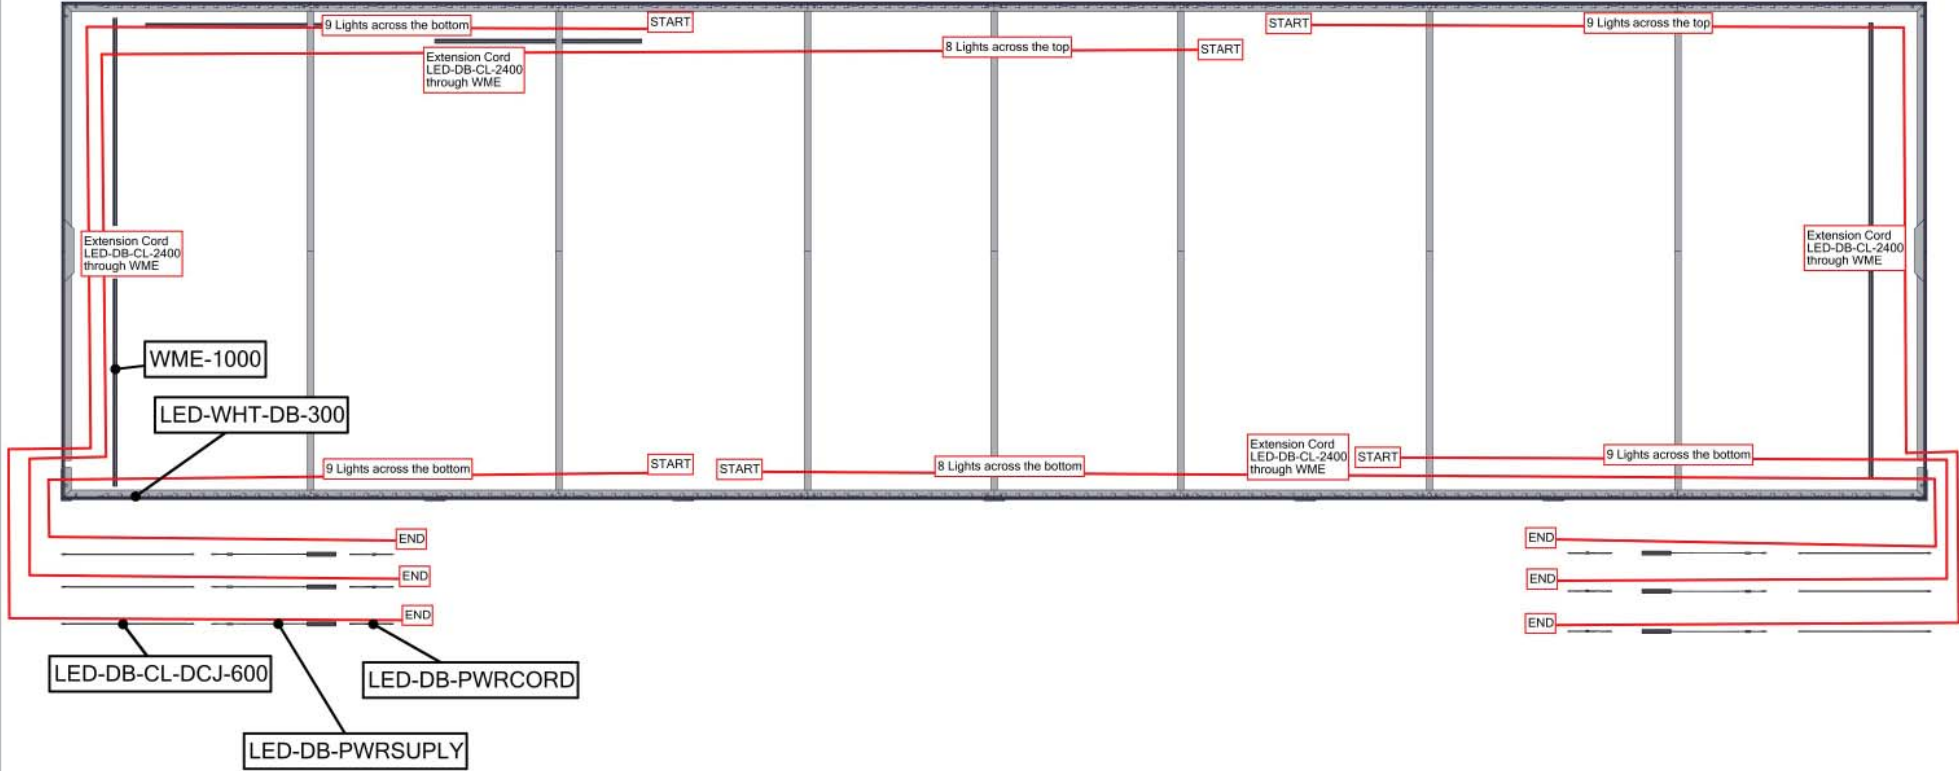 9 Lights across the bottom
START
START
9 Lights across the top
Extension Cord
LED-DB-CL-2400
through WME
8 Lights across the top
START
Extension Cord
LED-DB-CL-2400
through WME
Extension Cord
LED-DB-CL-2400
through WME
WME-1000
LED-WHT-DB-300
9 Lights across the bottom
START
START
8 Lights across the bottom
Extension Cord
LED-DB-CL-2400
through WME
START
9 Lights across the bottom
END
END
END
END
END
END
LED-DB-CL-DCJ-600
LED-DB-PWRCORD
LED-DB-PWRSUPLY